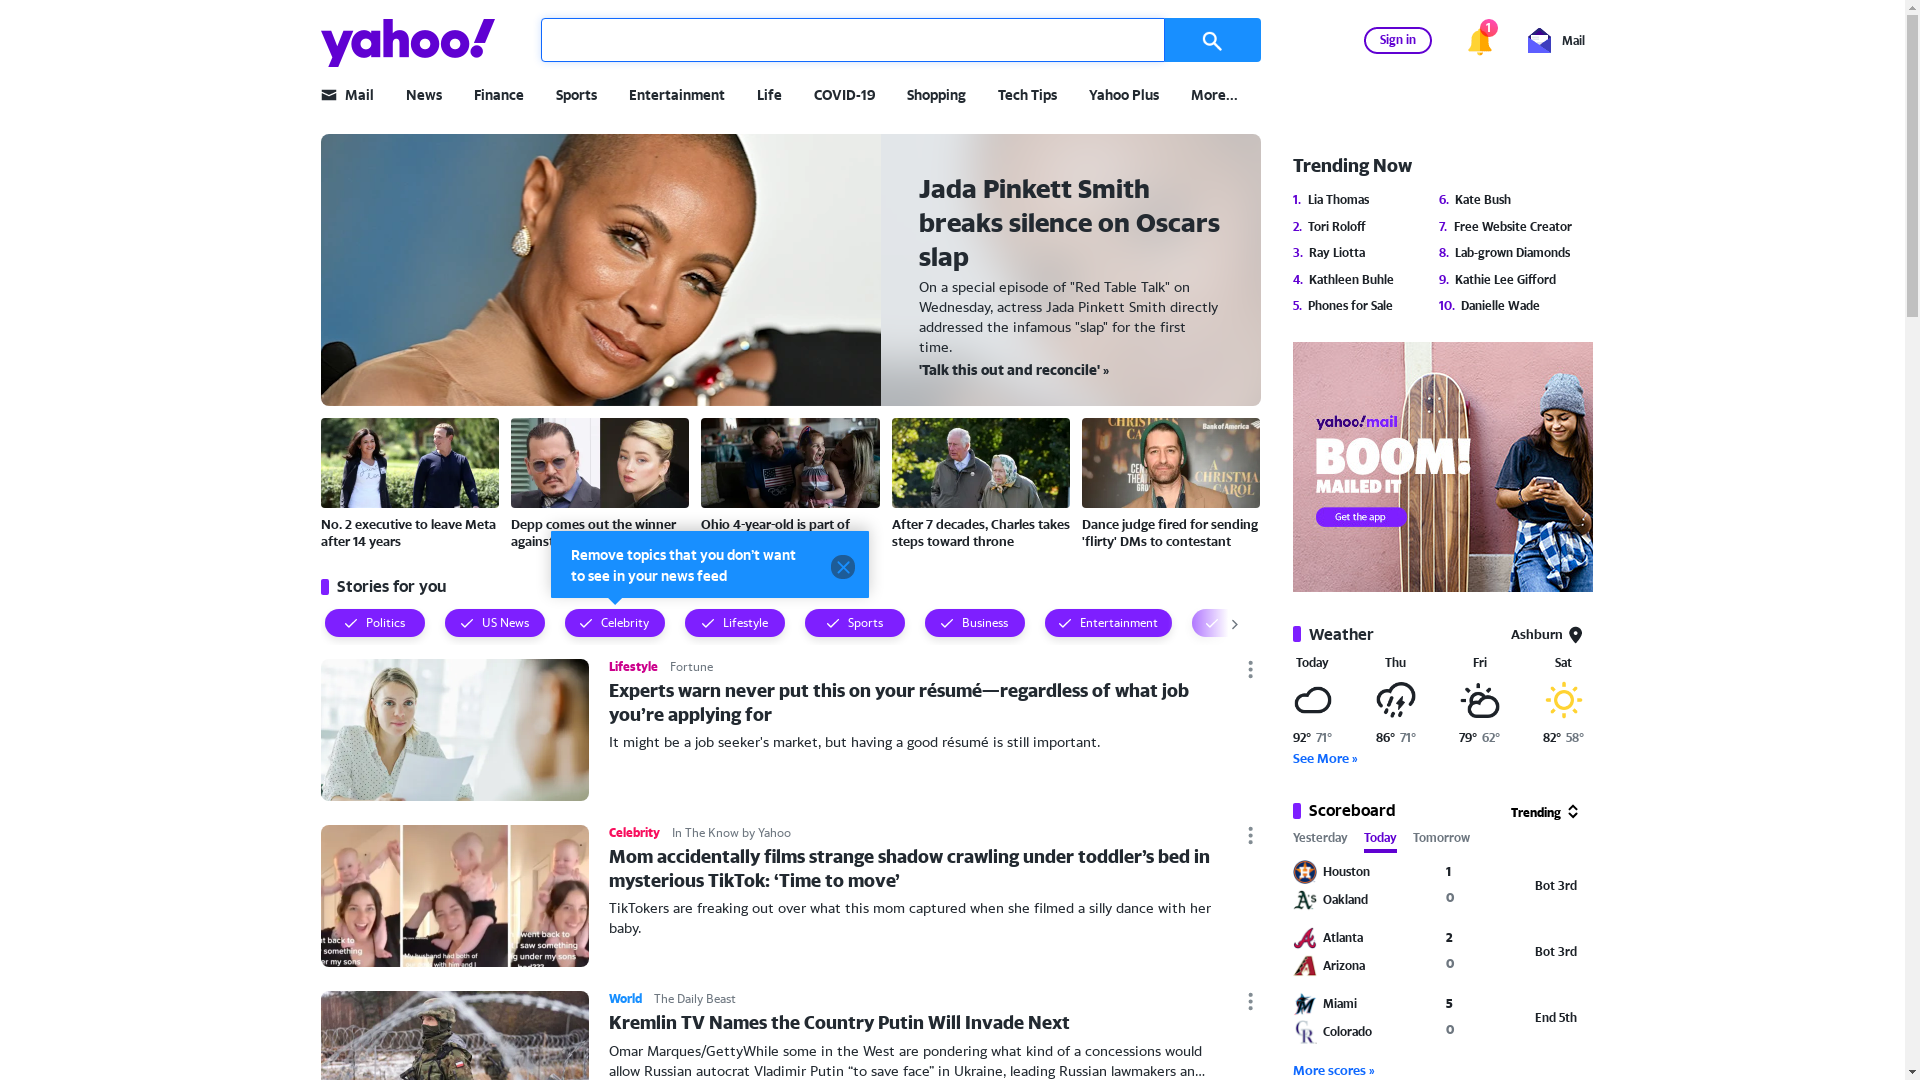 yahoo!
Sign in
1
Mail
Mail
News
Finance
Sports
Entertainment
Life
COVID-19
Shopping
Tech Tips
Yahoo Plus
More...
Jada Pinkett Smith
breaks silence on Oscars
slap
On a special episode of "Red Table Talk" on
Wednesday, actress Jada Pinkett Smith directly
addressed the infamous "slap" for the first
time.
'Talk this out and reconcile' »
No. 2 executive to leave Meta
after 14 years
Depp comes out the winner
against
Ohio 4-year-old is part of
After 7 decades, Charles takes
steps toward throne
Bank of America
CHRISTMAS
A
CHRISTMAS
CAROL
Dance judge fired for sending
'flirty' DMs to contestant
Remove topics that you don't want
to see in your news feed
Stories for you
Politics
US News
Celebrity
Lifestyle
Sports
Business
Entertainment
Lifestyle
Fortune
Experts warn never put this on your résumé—regardless of what job
you’re applying for
It might be a job seeker's market, but having a good résumé is still important.
Celebrity
In The Know by Yahoo
Mom accidentally films strange shadow crawling under toddler’s bed in
mysterious TikTok: ‘Time to move’
TikTokers are freaking out over what this mom captured when she filmed a silly dance with her
baby.
World
The Daily Beast
Kremlin TV Names the Country Putin Will Invade Next
Omar Marques/GettyWhile some in the West are pondering what kind of a concessions would
allow Russian autocrat Vladimir Putin “to save face” in Ukraine, leading Russian lawmakers an...
Trending Now
1. Lia Thomas
2. Tori Roloff
3. Ray Liotta
4. Kathleen Buhle
5. Phones for Sale
6. Kate Bush
7. Free Website Creator
8. Lab-grown Diamonds
9. Kathie Lee Gifford
10. Danielle Wade
yahoo!mail
BOOM!
MAILED IT
Get the app
Weather
Ashburn
Today
Thu
Fri
Sat
92° 71°
86° 71°
79° 62°
82° 58°
See More »
Scoreboard
Trending
Yesterday
Today
Tomorrow
Houston 1
Oakland 0
Bot 3rd
Atlanta 2
Arizona 0
Bot 3rd
Miami 5
Colorado 0
End 5th
More scores »